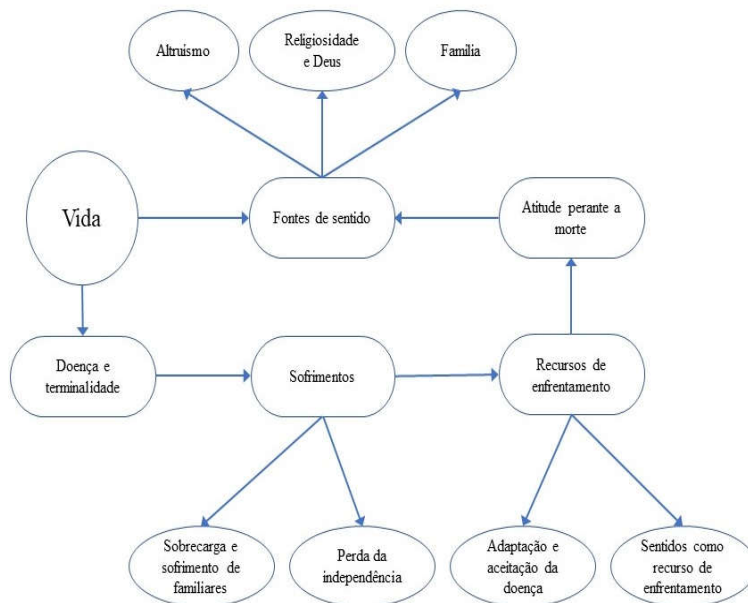 Altruísmo
Religiosidade
e Deus
Família
Vida
Fontes de sentido
Atitude perante a
morte
Doença e
terminalidade
Sofrimentos
Recursos de
enfrentamento
Sobrecarga e
sofrimento de
familiares
Perda da
independência
Adaptação e
aceitação da
doença
Sentidos como
recurso de
enfrentamento